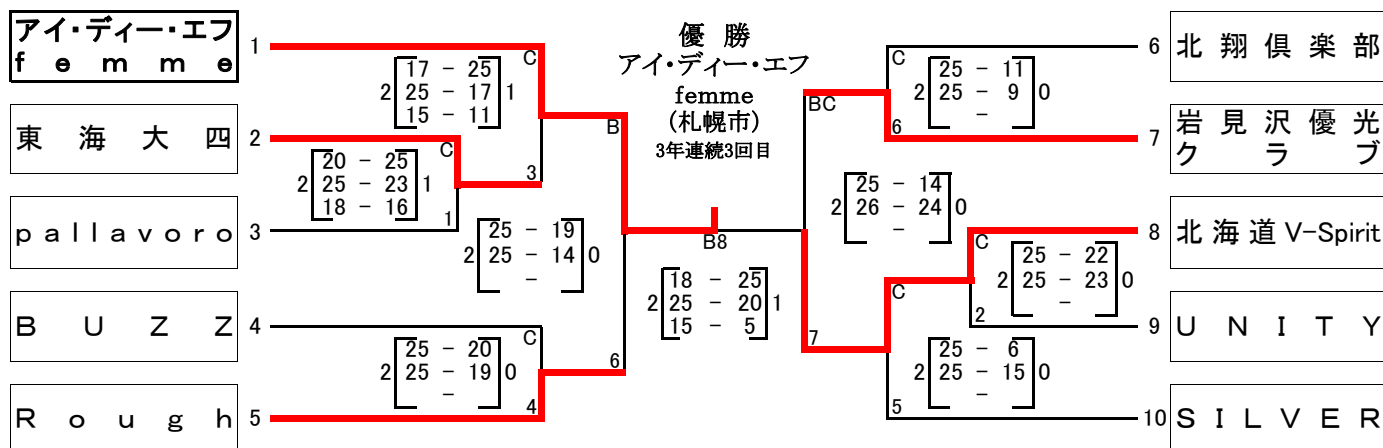 アイ・ディー・エフ
femme
1
東海大四
2
pallavoro
3
BUZZ
4
Rough
5
C
17 - 25
2 25 - 17 1
15 - 11
C
20 - 25
2 25 - 23 1
18 - 16
1
3
B
25 - 19
2 25 - 14 0
-
C
25 - 20
2 25 - 19 0
-
4
6
優勝
アイ・ディー・エフ
femme
(札幌市)
3年連続3回目
B8
18 - 25
2 25 - 20 1
15 - 5
BC
C
25 - 11
2 25 - 9 0
-
6
25 - 14
2 26 - 24 0
-
7
C
C
25 - 22
2 25 - 23 0
-
2
25 - 6
2 25 - 15 0
-
5
6
北翔倶楽部
7
岩見沢優光
クラブ
8
北海道V-Spirit
9
UNITY
10
SILVER